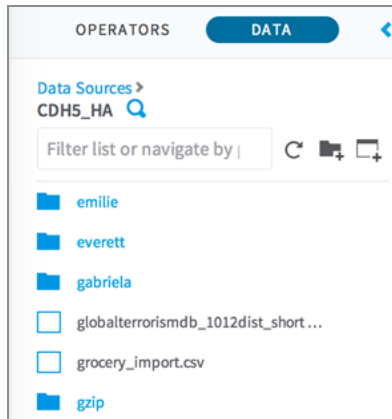 OPERATORS DATA
Data Sources >
CDH5_HA
Filter list or navigate by
emilie
everett
gabriela
globalterrorismdb_1012dist_short ...
grocery_import.csv
gzip